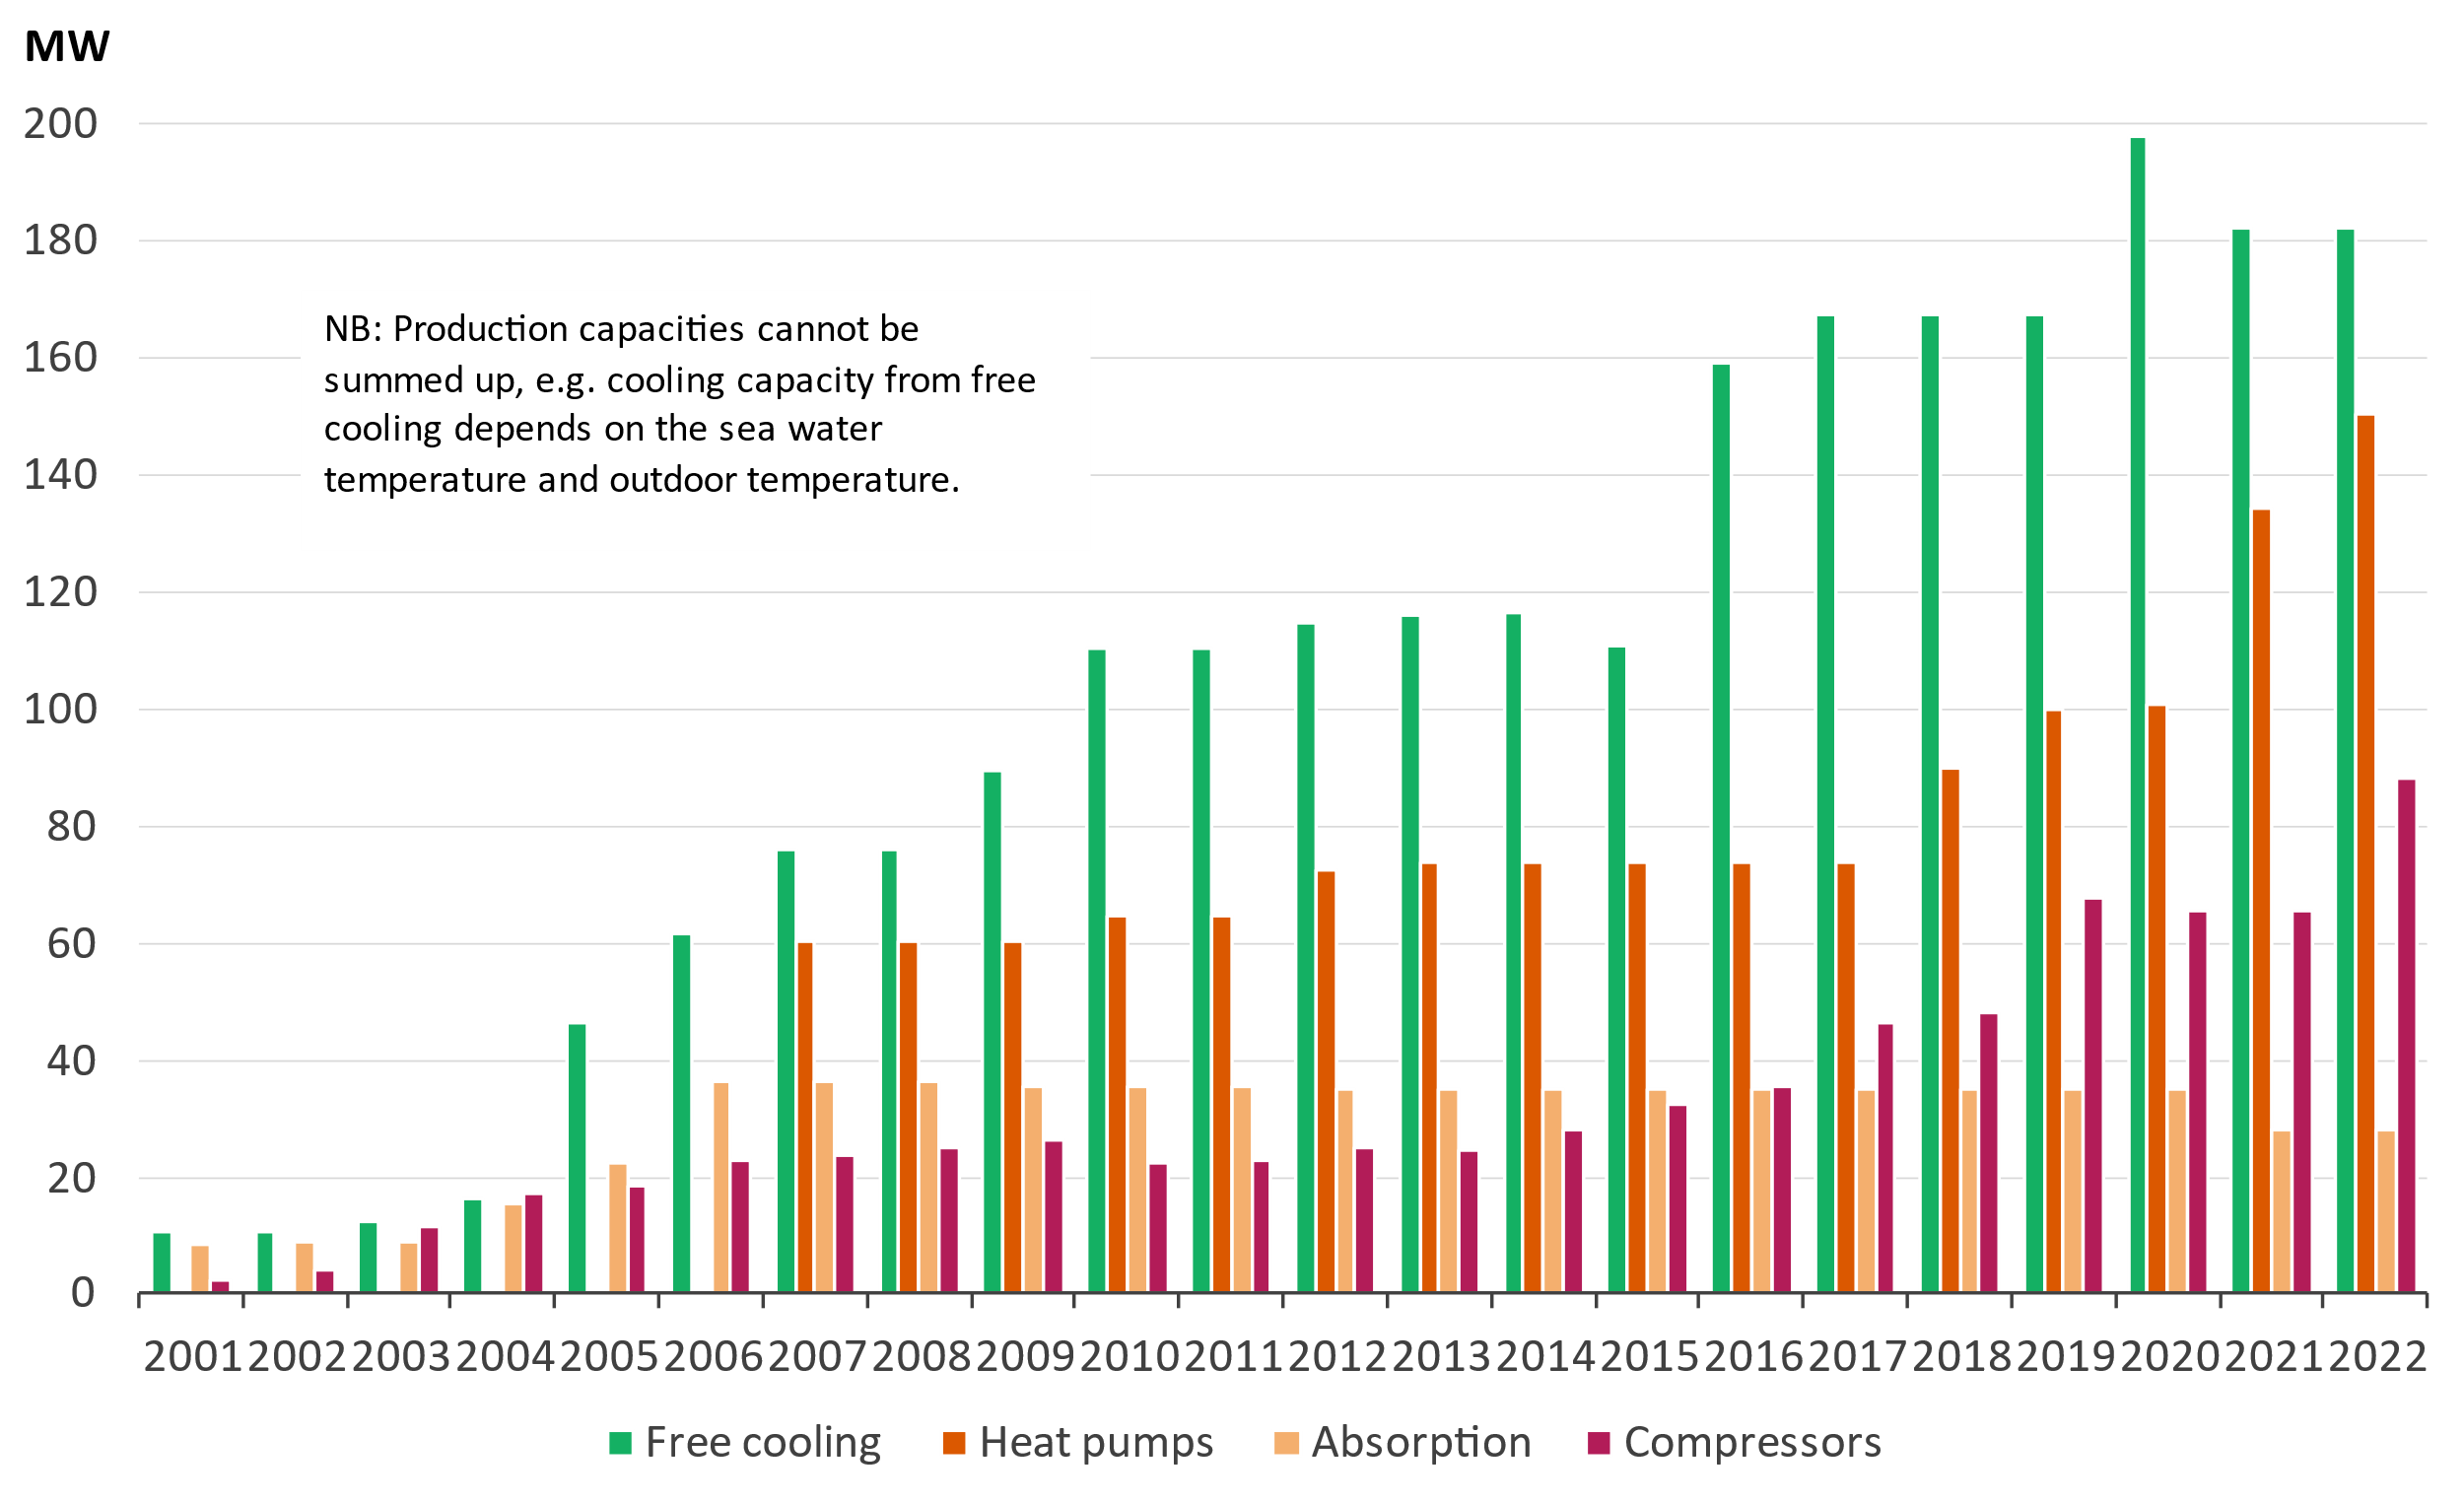 MW
200
180
NB: Production capacities cannot be
summed up, e.g. cooling capacity from free
cooling depends on the sea water
temperature and outdoor temperature.
160
140
120
100
80
60
40
20
0
2001 2002 2003 2004 2005 2006 2007 2008 2009 2010 2011 2012 2013 2014 2015 2016 2017 2018 2019 2020 2021 2022
Free cooling Heat pumps Absorption Compressors